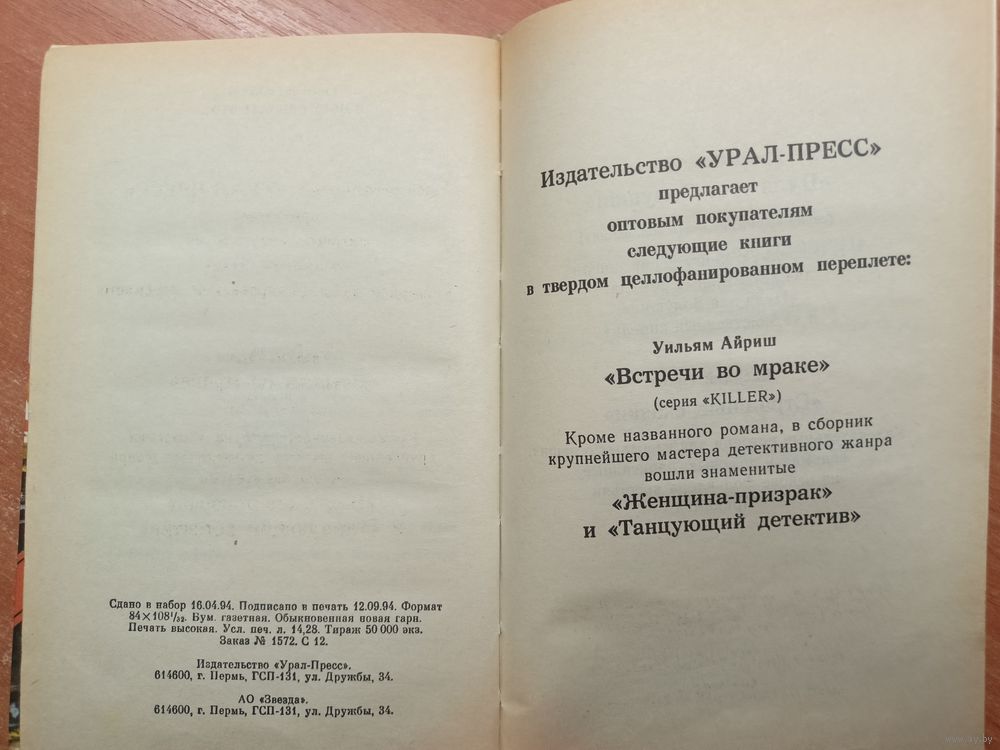 Сдано в набор 16.04.94. Подписано в печать 12.09.94. Формат
84×108¹/₃₂. Бум. газетная. Обыкновенная новая гарн.
Печать высокая. Усл. печ. л. 14,28. Тираж 50 000 экз.
Заказ № 1572. С 12.
Издательство «Урал-Пресс».
614600, г. Пермь, ГСП-131, ул. Дружбы, 34.
АО «Звезда».
614600, г. Пермь, ГСП-131, ул. Дружбы, 34.
Издательство «УРАЛ-ПРЕСС»
предлагает
оптовым покупателям
следующие книги
в твердом целлофанированном переплете:
Уильям Айриш
«Встречи во мраке»
(серия «KILLER»)
Кроме названного романа, в сборник
крупнейшего мастера детективного жанра
вошли знаменитые
«Женщина-призрак»
и «Танцующий детектив»
www.ay.by